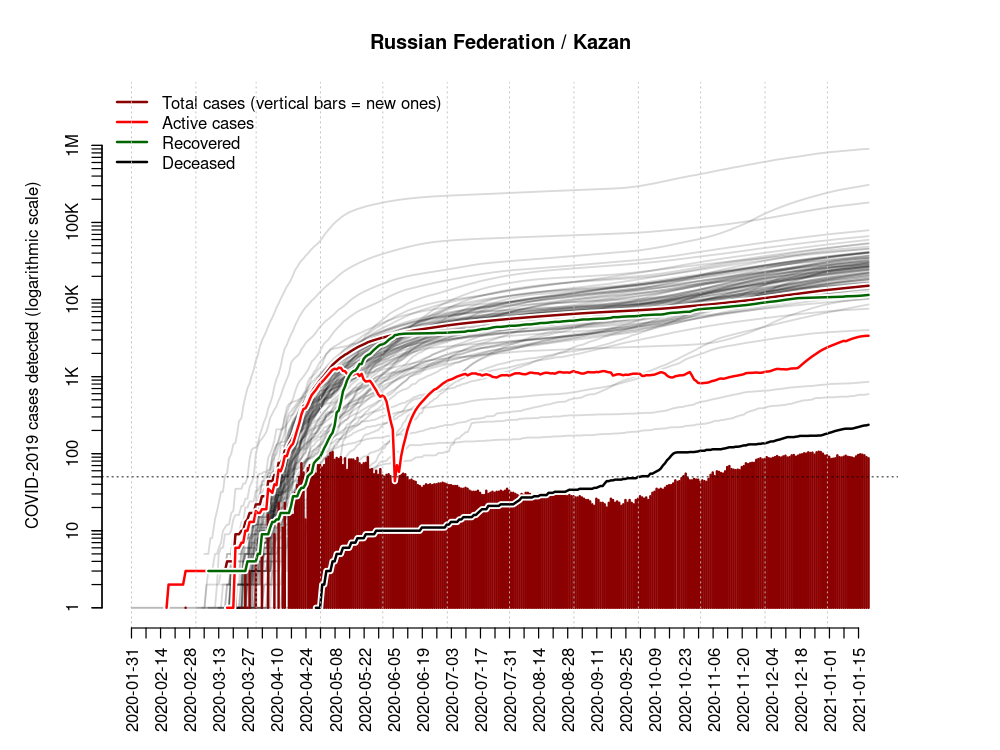 Russian Federation / Kazan
Total cases (vertical bars = new ones)
Active cases
Recovered
Deceased
COVID-2019 cases detected (logarithmic scale)
1M
100K
10K
1K
100
10
1
2020-01-31
2020-02-14
2020-02-28
2020-03-13
2020-03-27
2020-04-10
2020-04-24
2020-05-08
2020-05-22
2020-06-05
2020-06-19
2020-07-03
2020-07-17
2020-07-31
2020-08-14
2020-08-28
2020-09-11
2020-09-25
2020-10-09
2020-10-23
2020-11-06
2020-11-20
2020-12-04
2020-12-18
2021-01-01
2021-01-15